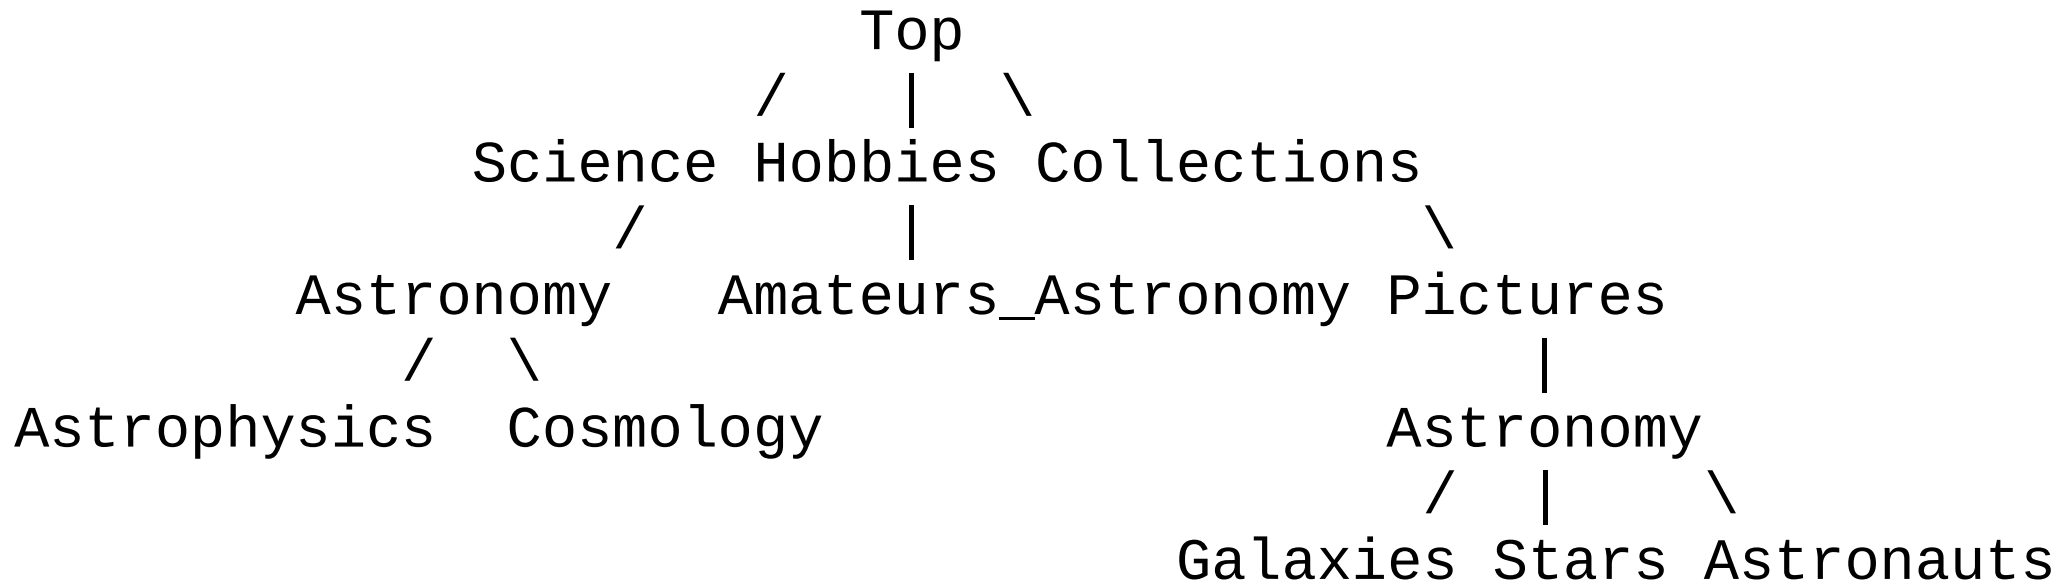 Top
/ | \
Science Hobbies Collections
/ | \
Astronomy Amateurs_Astronomy Pictures
/ \ |
Astrophysics Cosmology Astronomy
/ | \
Galaxies Stars Astronauts